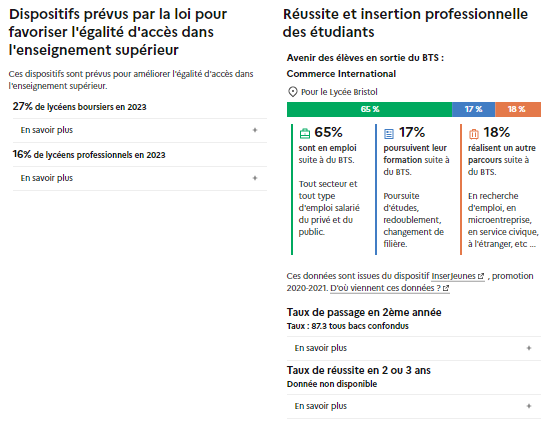 Dispositifs prévus par la loi pour
favoriser l'égalité d'accès dans
l'enseignement supérieur
Ces dispositifs sont prévus pour améliorer l'égalité d'accès dans
l'enseignement supérieur.
27% de lycéens boursiers en 2023
En savoir plus +
16% de lycéens professionnels en 2023
En savoir plus +
Réussite et insertion professionnelle
des étudiants
Avenir des élèves en sortie du BTS :
Commerce International
Pour le Lycée Bristol
65 % 17 % 18 %
65%
sont en emploi
suite à du BTS.
Tout secteur et
tout type
d'emploi salarié
du privé et du
public.
17%
poursuivent leur
formation suite à
du BTS.
Poursuite
d'études,
redoublement,
changement de
filière.
18%
réalisent un autre
parcours suite à
du BTS.
En recherche
d'emploi, en
microentreprise,
en service civique,
à l'étranger, etc ...
Ces données sont issues du dispositif InserJeunes , promotion
2020-2021. D'où viennent ces données ?
Taux de passage en 2ème année
Taux : 87.3 tous bacs confondus
En savoir plus +
Taux de réussite en 2 ou 3 ans
Donnée non disponible
En savoir plus +